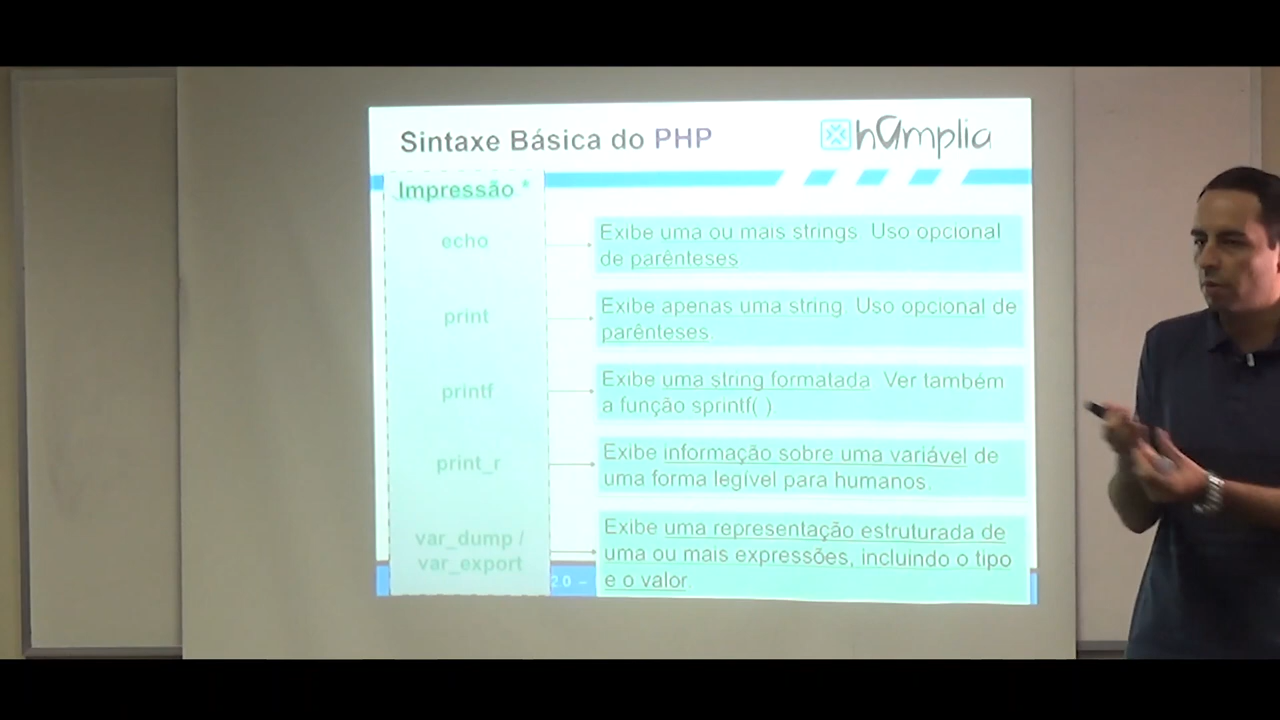 Sintaxe Básica do PHP
hamplia
Impressão *
echo
Exibe uma ou mais strings. Uso opcional
de parênteses
print
Exibe apenas uma string. Uso opcional de
parênteses.
printf
Exibe uma string formatada. Ver também
a função sprintf( )
print_r
Exibe informação sobre uma variável de
uma forma legível para humanos.
var_dump /
var_export
Exibe uma representação estruturada de
uma ou mais expressões, incluindo o tipo
e o valor.
20 –